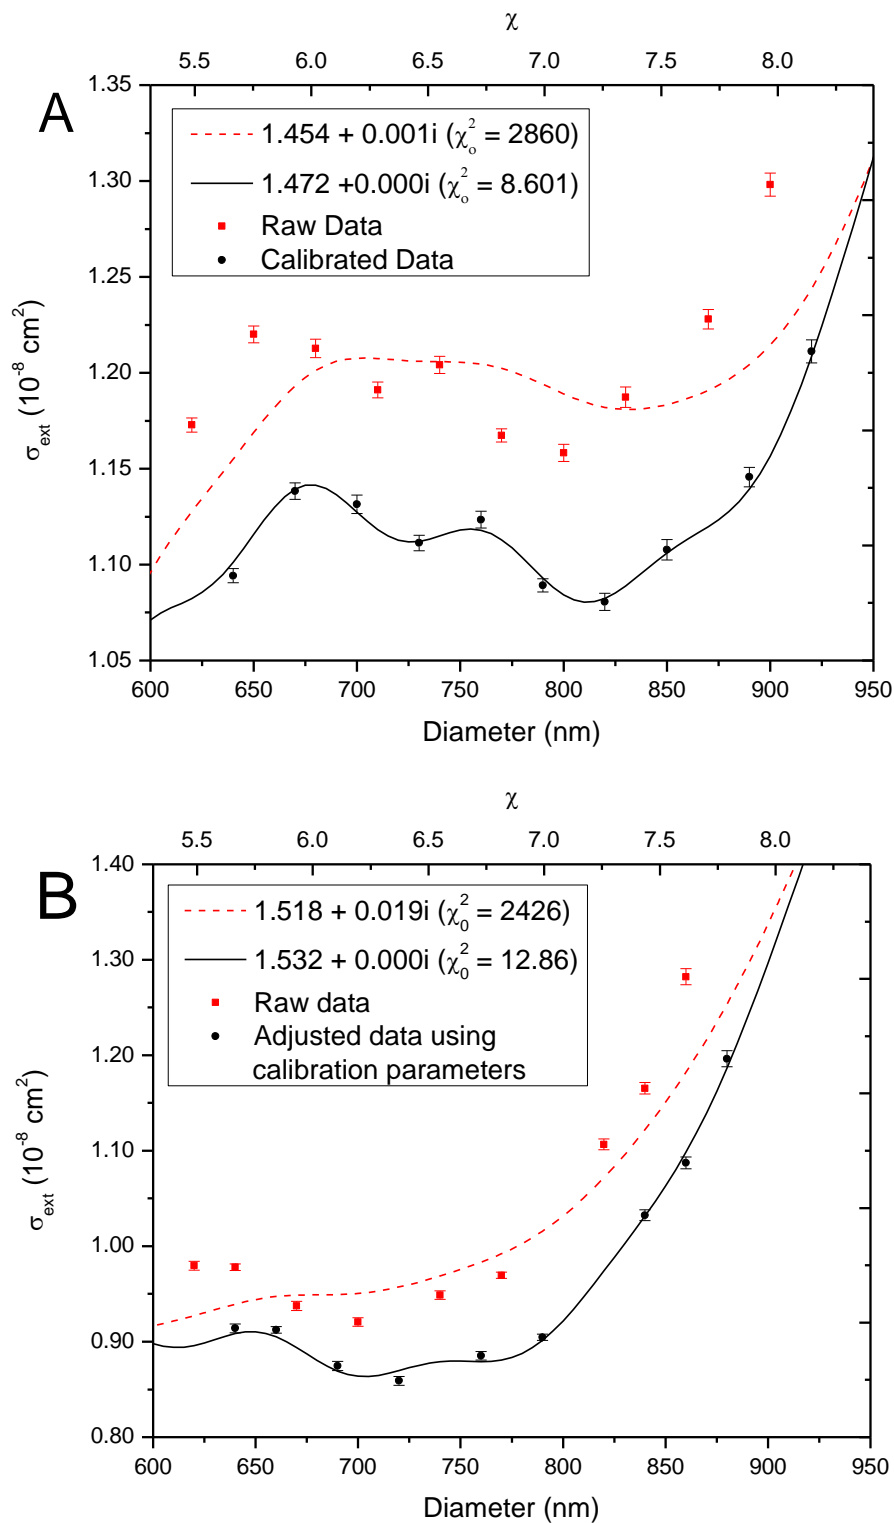 χ
5.5 6.0 6.5 7.0 7.5 8.0
A
1.35
1.30
1.25
1.20
1.15
1.10
1.05
σext (10-8 cm2)
1.454 + 0.001i (χo2 = 2860)
1.472 +0.000i (χo2 = 8.601)
Raw Data
Calibrated Data
600 650 700 750 800 850 900 950
Diameter (nm)
χ
5.5 6.0 6.5 7.0 7.5 8.0
B
1.40
1.30
1.20
1.10
1.00
0.90
0.80
σext (10-8 cm2)
1.518 + 0.019i (χ02 = 2426)
1.532 + 0.000i (χ02 = 12.86)
Raw data
Adjusted data using
calibration parameters
600 650 700 750 800 850 900 950
Diameter (nm)